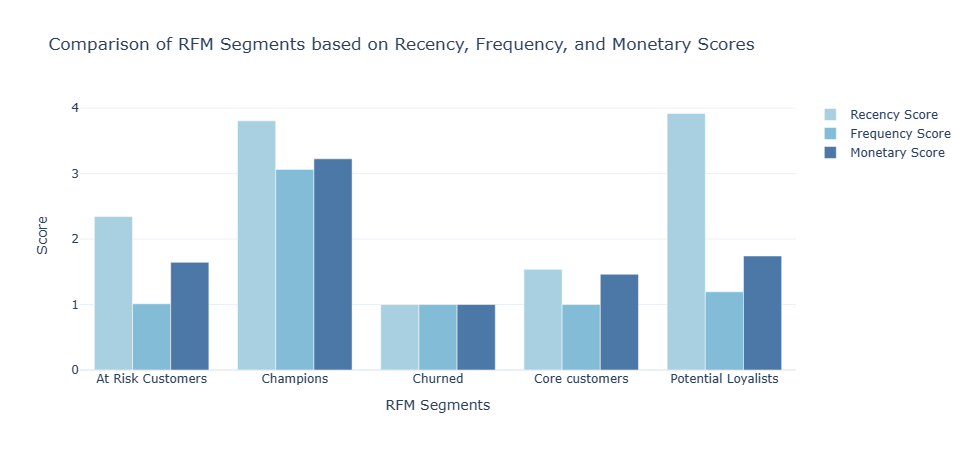 Comparison of RFM Segments based on Recency, Frequency, and Monetary Scores
Recency Score
Frequency Score
Monetary Score
Score
4
3
2
1
0
At Risk Customers
Champions
Churned
Core customers
Potential Loyalists
RFM Segments